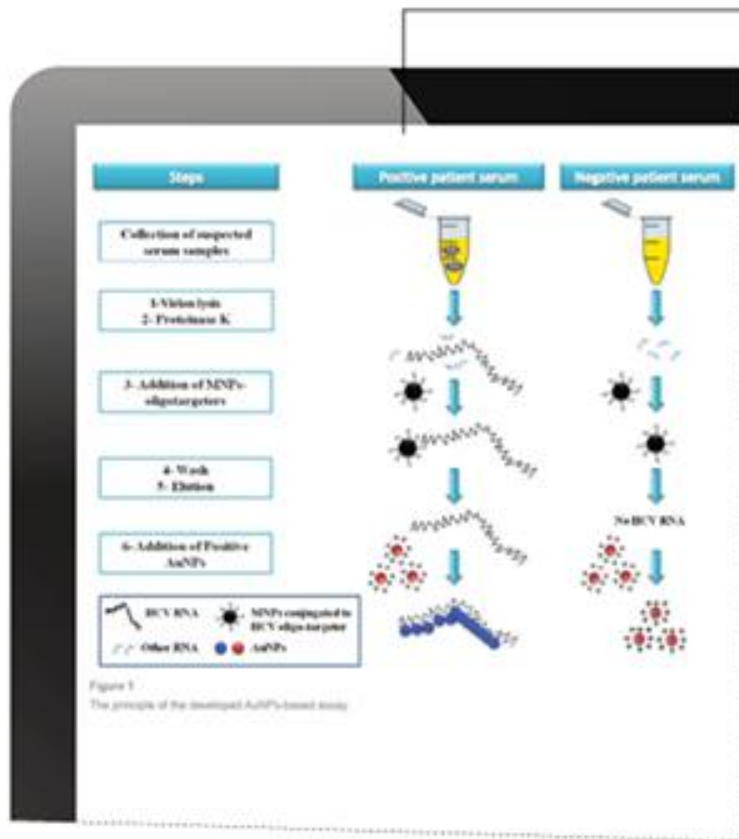 Steps
Positive patient serum
Negative patient serum
Collection of suspected
serum samples
1-Virion lysis
2- Proteinase K
3- Addition of MNPs-
oligotargeters
4- Wash
5- Elution
No HCV RNA
6- Addition of Positive
AuNPs
HCV RNA
MNPs conjugated to
HCV oligo-targeter
Other RNA
AuNPs
Figure 1
The principle of the developed AuNPs-based assay.